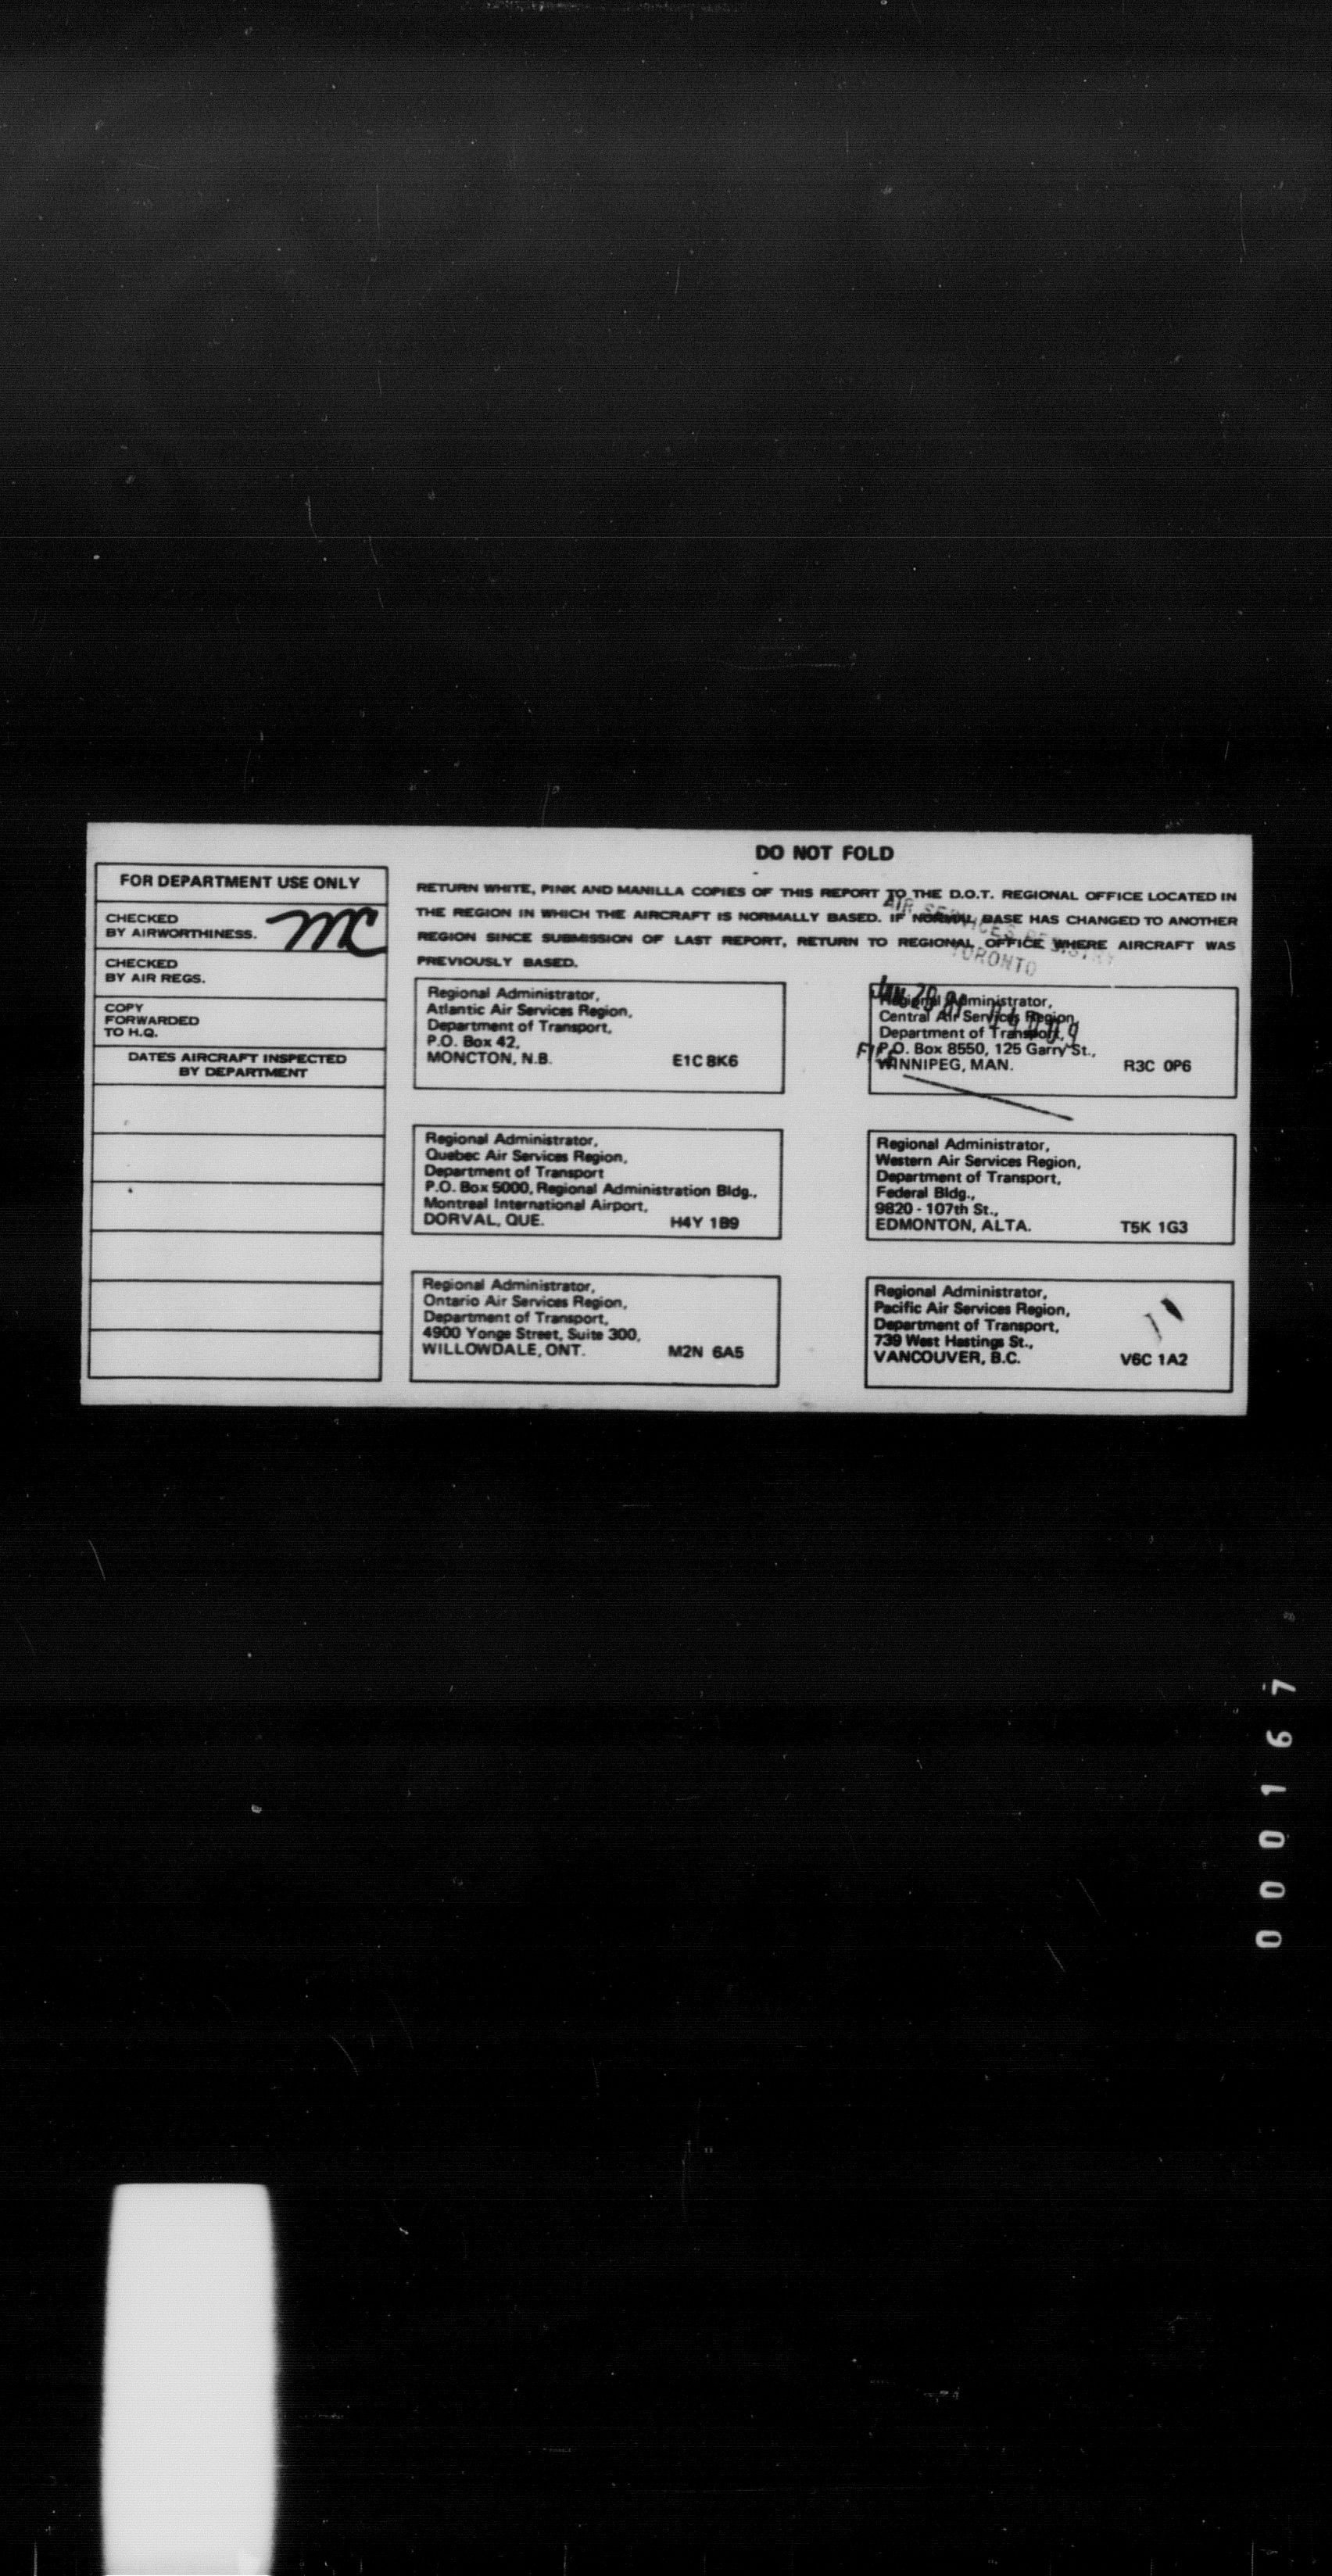 DO NOT FOLD
FOR DEPARTMENT USE ONLY
CHECKED
BY AIRWORTHINESS.
MC
CHECKED
BY AIR REGS.
COPY
FORWARDED
TO H.Q.
DATES AIRCRAFT INSPECTED
BY DEPARTMENT
RETURN WHITE, PINK AND MANILLA COPIES OF THIS REPORT TO THE D.O.T. REGIONAL OFFICE LOCATED IN
THE REGION IN WHICH THE AIRCRAFT IS NORMALLY BASED. IF NORMAL BASE HAS CHANGED TO ANOTHER
REGION SINCE SUBMISSION OF LAST REPORT, RETURN TO REGIONAL OFFICE WHERE AIRCRAFT WAS
PREVIOUSLY BASED.
AIR SERVICES REGISTRY
TORONTO
Regional Administrator,
Atlantic Air Services Region,
Department of Transport,
P.O. Box 42,
MONCTON, N.B. E1C 8K6
Regional Administrator,
Central Air Services Region,
Department of Transport,
P.O. Box 8550, 125 Garry St.,
WINNIPEG, MAN. R3C 0P6
FILE
Regional Administrator,
Quebec Air Services Region,
Department of Transport
P.O. Box 5000, Regional Administration Bldg.,
Montreal International Airport,
DORVAL, QUE. H4Y 1B9
Regional Administrator,
Western Air Services Region,
Department of Transport,
Federal Bldg.,
9820 - 107th St.,
EDMONTON, ALTA. T5K 1G3
Regional Administrator,
Ontario Air Services Region,
Department of Transport,
4900 Yonge Street, Suite 300,
WILLOWDALE, ONT. M2N 6A5
Regional Administrator,
Pacific Air Services Region,
Department of Transport,
739 West Hastings St.,
VANCOUVER, B.C. V6C 1A2
000167